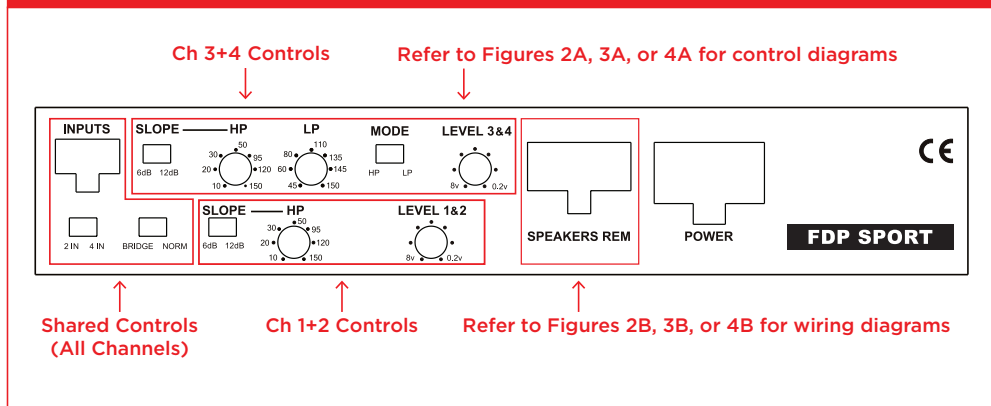 Ch 3+4 Controls
Refer to Figures 2A, 3A, or 4A for control diagrams
INPUTS
SLOPE HP LP MODE LEVEL 3&4
50
30 95
20 120
10 150
110
80 135
60 145
45 150
6dB 12dB
HP LP
8v 0.2v
2 IN 4 IN
BRIDGE NORM
SLOPE HP LEVEL 1&2
50
30 95
20 120
10 150
6dB 12dB
8v 0.2v
SPEAKERS REM
POWER
CE
FDP SPORT
Shared Controls
(All Channels)
Ch 1+2 Controls
Refer to Figures 2B, 3B, or 4B for wiring diagrams